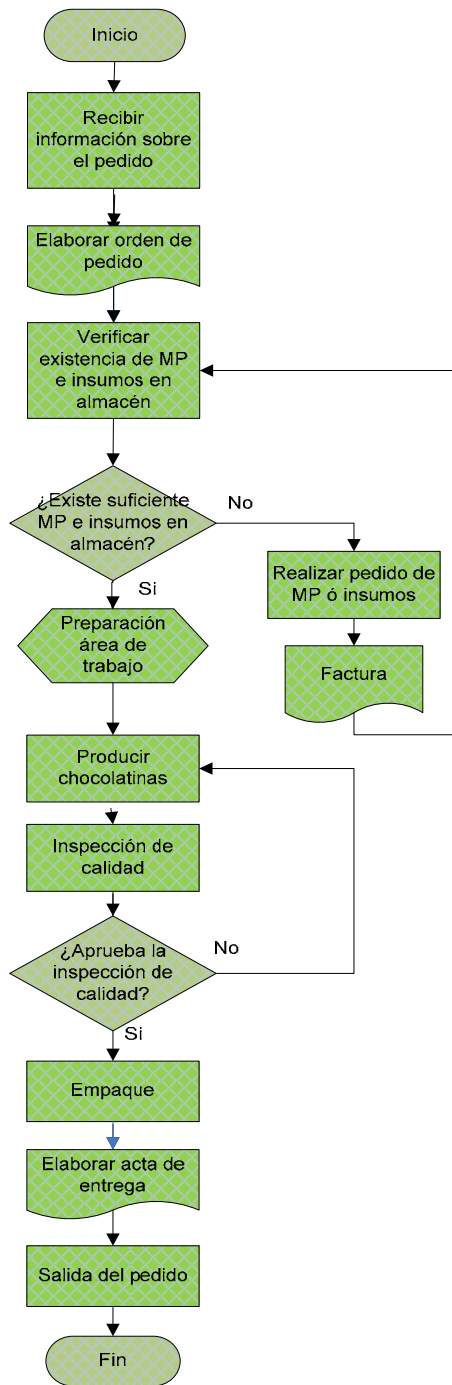 Inicio
Recibir
información sobre
el pedido
Elaborar orden de
pedido
Verificar
existencia de MP
e insumos en
almacén
¿Existe suficiente
MP e insumos en
almacén?
No
Si
Realizar pedido de
MP ó insumos
Factura
Preparación
área de
trabajo
Producir
chocolatinas
Inspección de
calidad
¿Aprueba la
inspección de
calidad?
No
Si
Empaque
Elaborar acta de
entrega
Salida del pedido
Fin